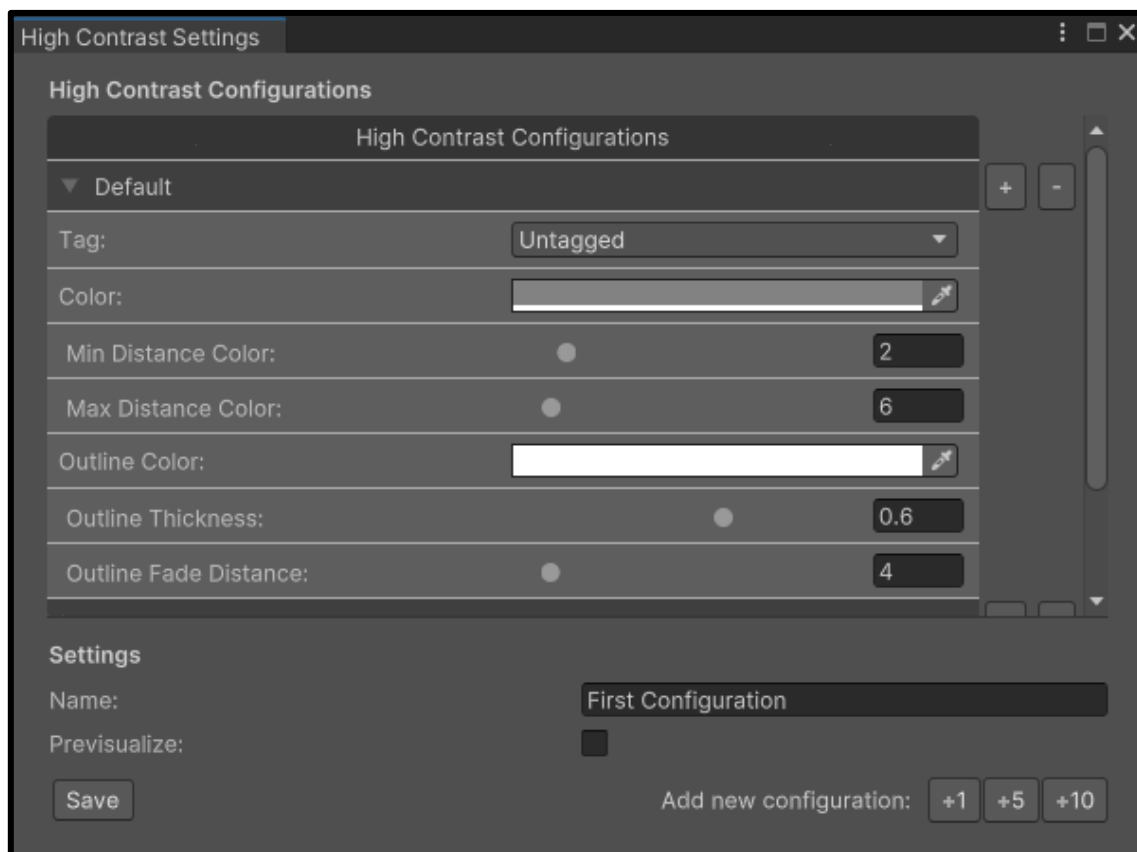 High Contrast Settings
High Contrast Configurations
High Contrast Configurations
Default
+ -
Tag: Untagged
Color:
Min Distance Color: 2
Max Distance Color: 6
Outline Color:
Outline Thickness: 0.6
Outline Fade Distance: 4
Settings
Name: First Configuration
Previsualize:
Save Add new configuration: +1 +5 +10